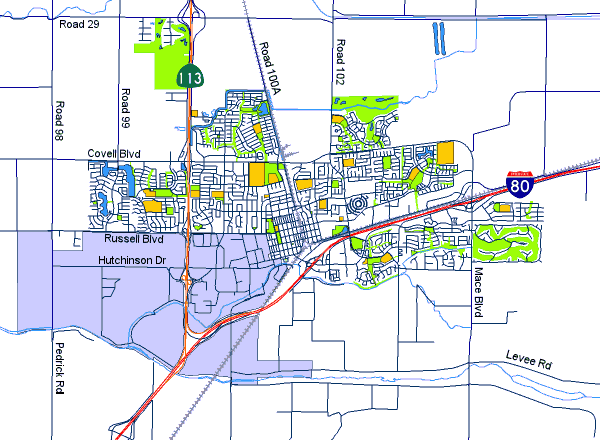 Road 29
Road 100A
Road 102
113
Road 98
Road 99
Covell Blvd
INTERSTATE
80
Russell Blvd
Hutchinson Dr
Mace Blvd
Pedrick Rd
Levee Rd